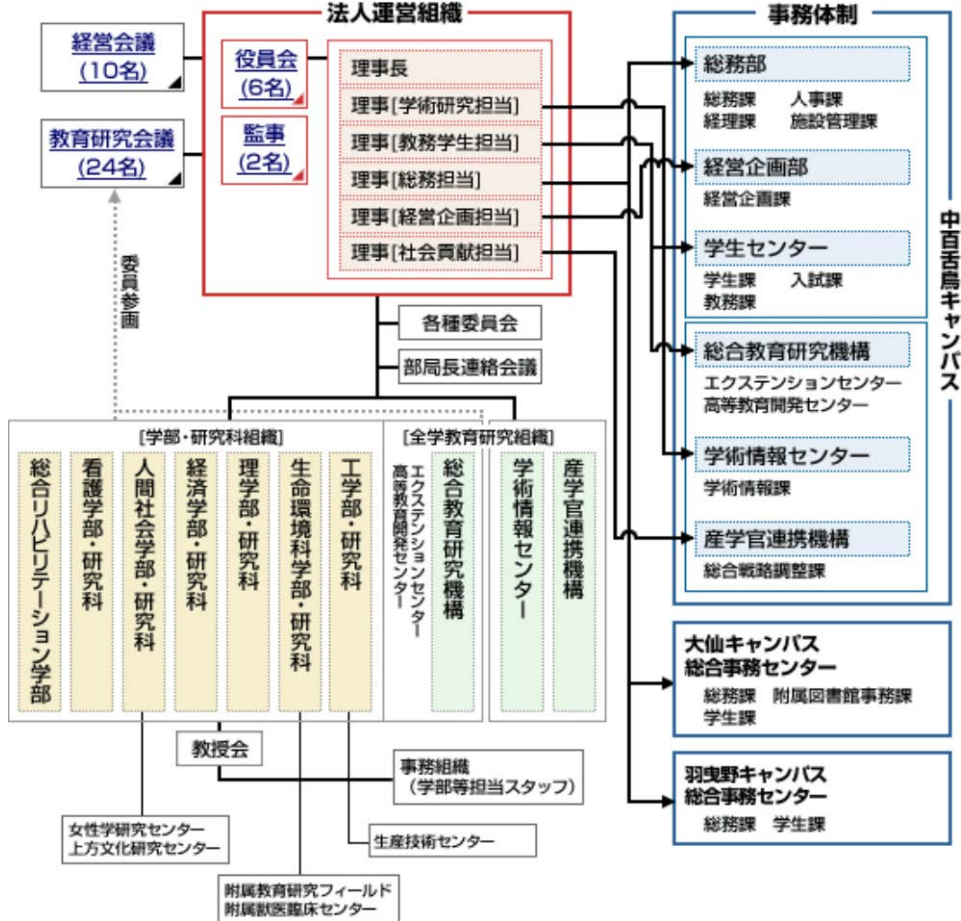 法人運営組織
経営会議
(10名)
教育研究会議
(24名)
役員会
(6名)
監事
(2名)
理事長
理事[学術研究担当]
理事[教務学生担当]
理事[総務担当]
理事[経営企画担当]
理事[社会貢献担当]
委員参画
各種委員会
部局長連絡会議
[学部・研究科組織]
総合リハビリテーション学部
看護学部・研究科
人間社会学部・研究科
経済学部・研究科
理学部・研究科
生命環境科学部・研究科
工学部・研究科
[全学教育研究組織]
エクステンションセンター
高等教育開発センター
総合教育研究機構
学術情報センター
産学官連携機構
教授会
事務組織
(学部等担当スタッフ)
女性学研究センター
上方文化研究センター
生産技術センター
附属教育研究フィールド
附属獣医臨床センター
事務体制
中百舌鳥キャンパス
総務部
総務課 人事課
経理課 施設管理課
経営企画部
経営企画課
学生センター
学生課 入試課
教務課
総合教育研究機構
エクステンションセンター
高等教育開発センター
学術情報センター
学術情報課
産学官連携機構
総合戦略調整課
大仙キャンパス
総合事務センター
総務課 附属図書館事務課
学生課
羽曳野キャンパス
総合事務センター
総務課 学生課